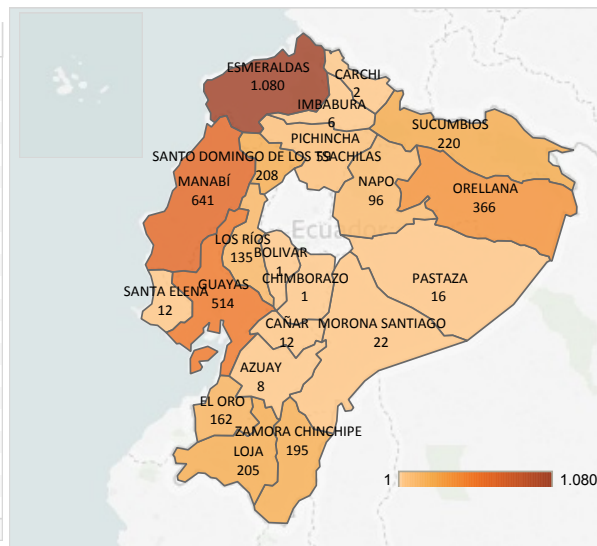 ESMERALDAS
1.080
CARCHI
2
IMBABURA
6
SUCUMBIOS
220
PICHINCHA
SANTO DOMINGO DE LOS TSACHILAS
208
MANABÍ
641
NAPO
96
ORELLANA
366
Ecuador
LOS RÍOS
135
BOLIVAR
1
CHIMBORAZO
1
PASTAZA
16
SANTA ELENA
12
GUAYAS
514
CAÑAR
12
MORONA SANTIAGO
22
AZUAY
8
EL ORO
162
ZAMORA CHINCHIPE
195
LOJA
205
1
1.080